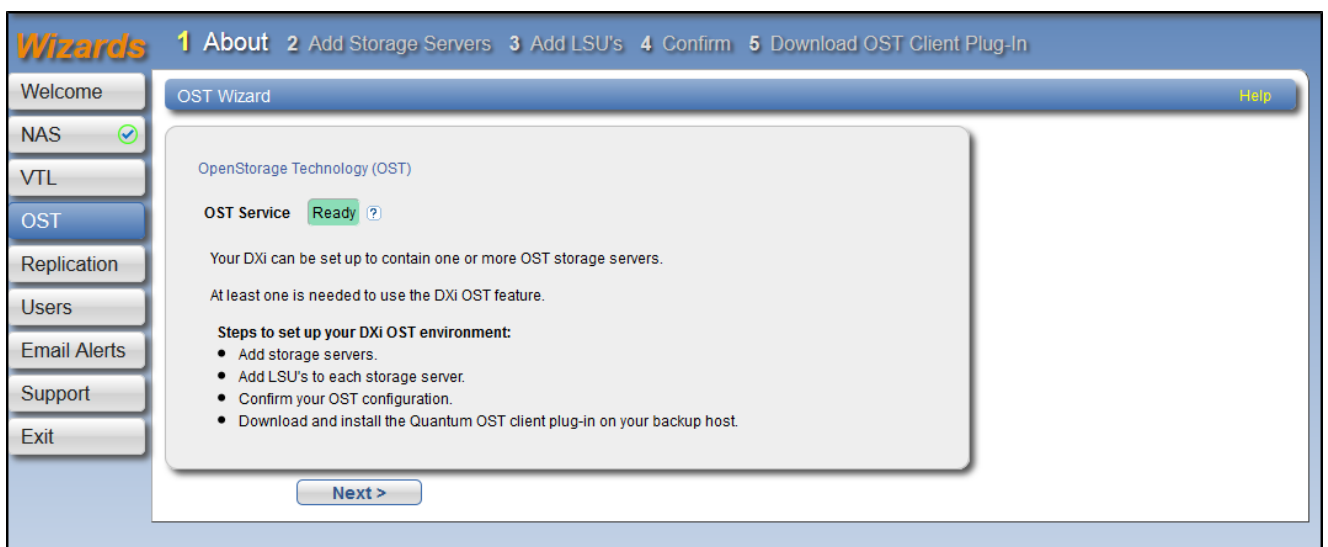 Wizards
1 About 2 Add Storage Servers 3 Add LSU's 4 Confirm 5 Download OST Client Plug-In
Welcome
NAS
VTL
OST
Replication
Users
Email Alerts
Support
Exit
OST Wizard
Help
OpenStorage Technology (OST)
OST Service Ready ?
Your DXi can be set up to contain one or more OST storage servers.
At least one is needed to use the DXi OST feature.
Steps to set up your DXi OST environment:
• Add storage servers.
• Add LSU's to each storage server.
• Confirm your OST configuration.
• Download and install the Quantum OST client plug-in on your backup host.
Next >